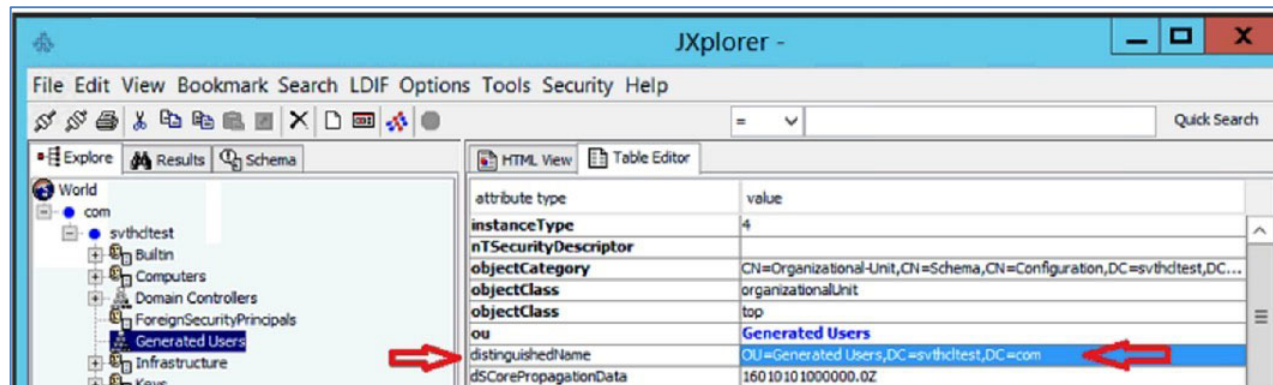 JXplorer -
File Edit View Bookmark Search LDIF Options Tools Security Help
= Quick Search
Explore Results Schema
HTML View Table Editor
World
com
svthcltest
Builtin
Computers
Domain Controllers
ForeignSecurityPrincipals
Generated Users
Infrastructure
Keys
attribute type value
instanceType 4
nTSecurityDescriptor
objectCategory CN=Organizational-Unit,CN=Schema,CN=Configuration,DC=svthcltest,DC...
objectClass organizationalUnit
objectClass top
ou Generated Users
distinguishedName OU=Generated Users,DC=svthcltest,DC=com
dSCorePropagationData 16010101000000.0Z